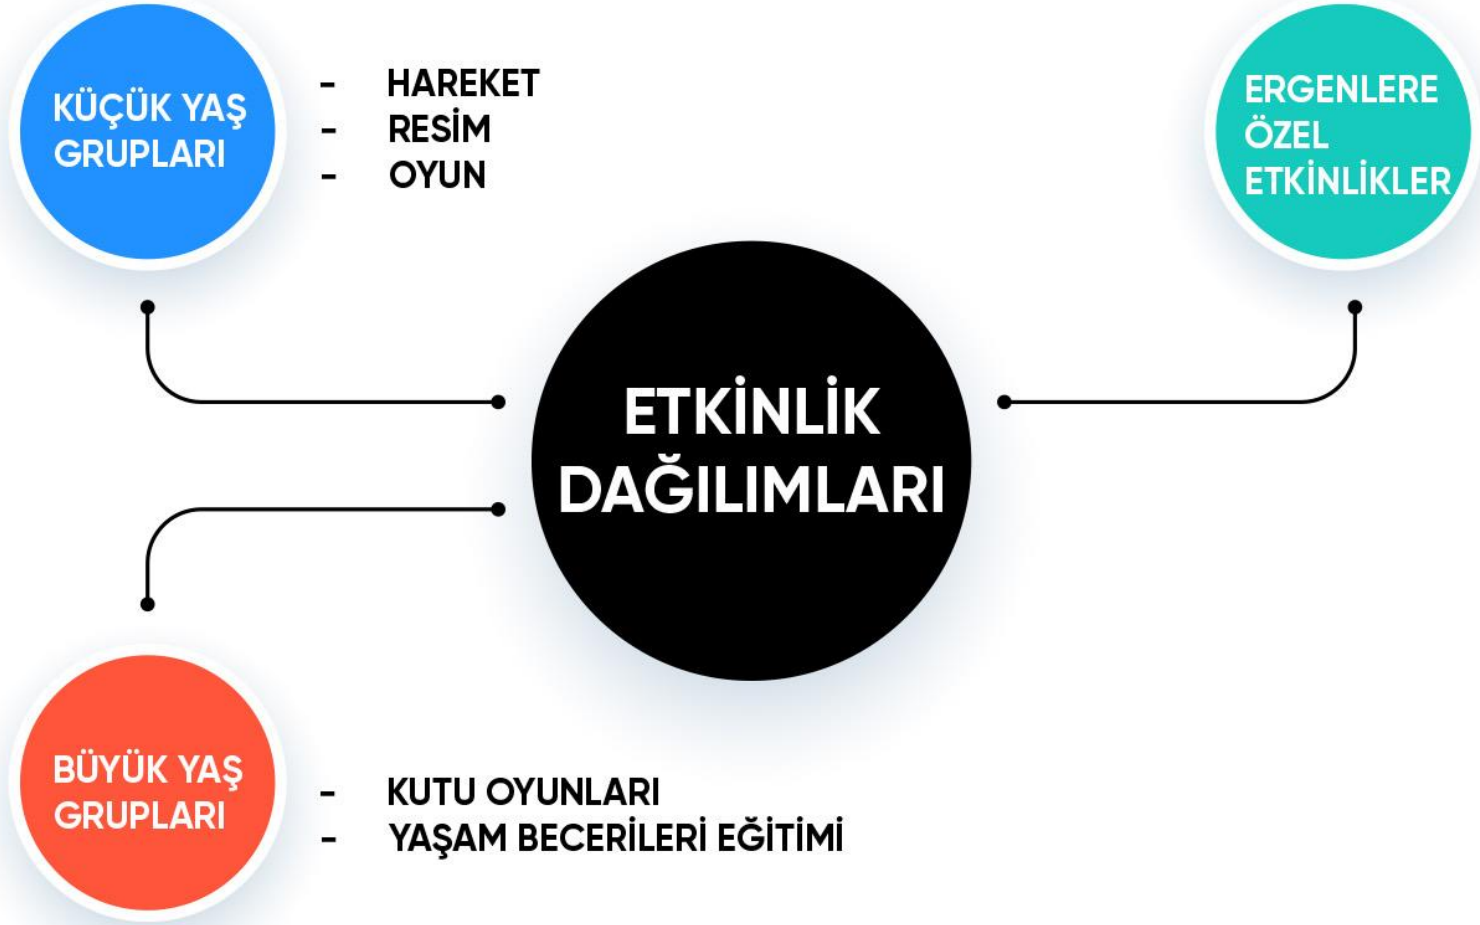 KÜÇÜK YAŞ
GRUPLARI
- HAREKET
- RESİM
- OYUN
ERGENLERE
ÖZEL
ETKİNLİKLER
ETKİNLİK
DAĞILIMLARI
BÜYÜK YAŞ
GRUPLARI
- KUTU OYUNLARI
- YAŞAM BECERİLERİ EĞİTİMİ